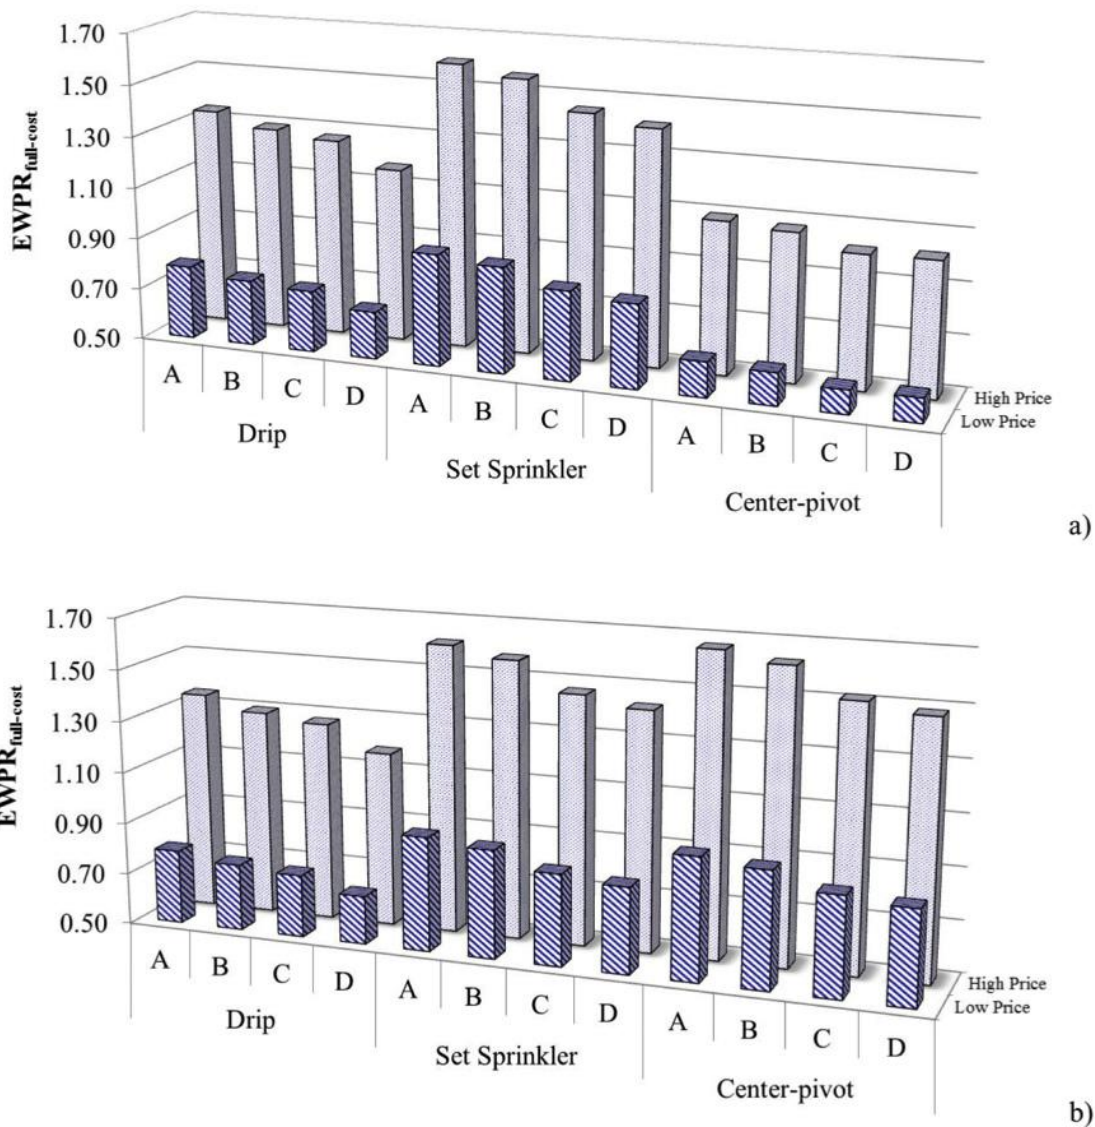 1.70
1.50
1.30
1.10
0.90
0.70
0.50
EWPRfull-cost
A B C D A B C D A B C D
Drip
Set Sprinkler
Center-pivot
High Price
Low Price
a)
1.70
1.50
1.30
1.10
0.90
0.70
0.50
EWPRfull-cost
A B C D A B C D A B C D
Drip
Set Sprinkler
Center-pivot
High Price
Low Price
b)